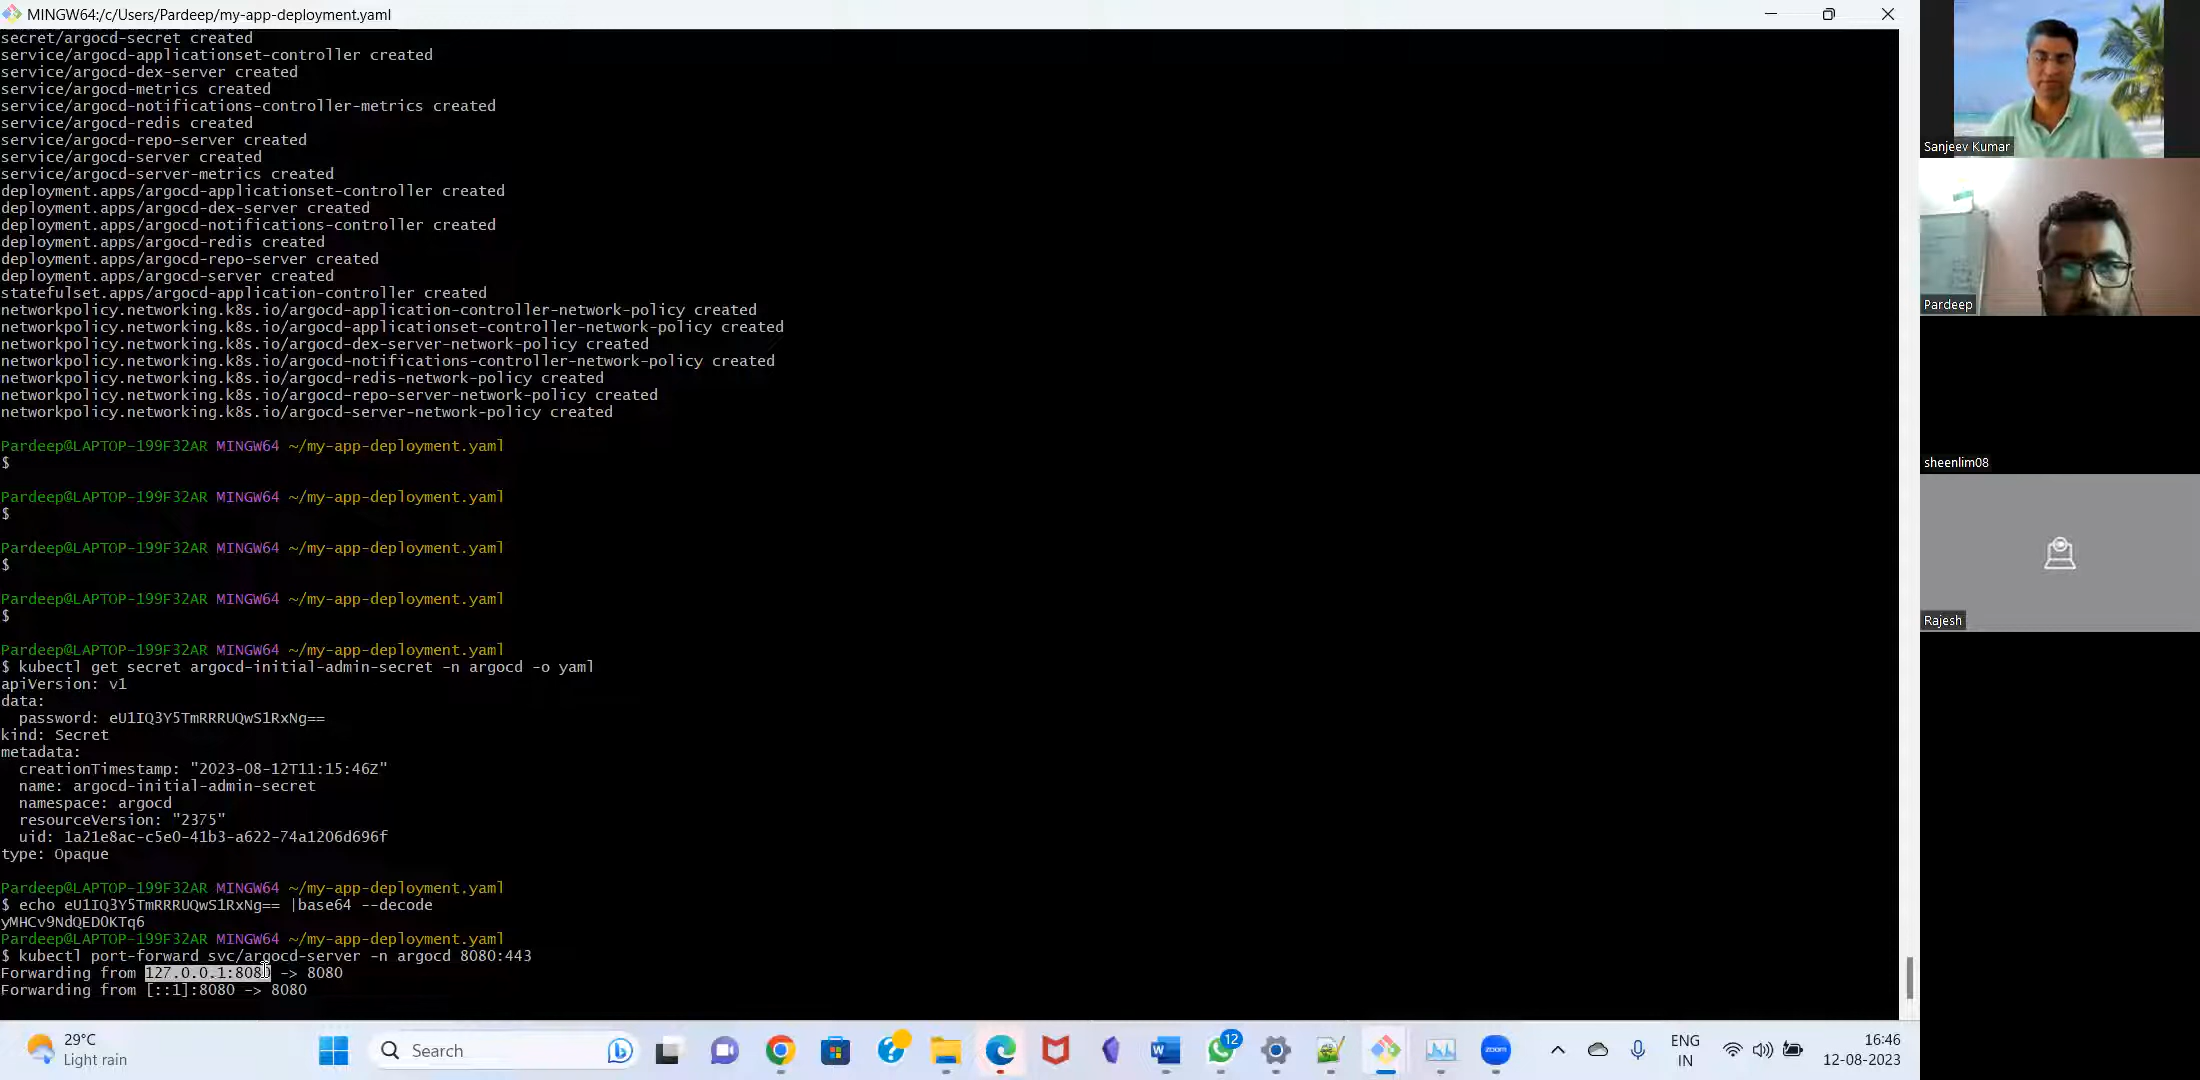 MINGW64:/c/Users/Pardeep/my-app-deployment.yaml
secret/argocd-secret created
service/argocd-applicationset-controller created
service/argocd-dex-server created
service/argocd-metrics created
service/argocd-notifications-controller-metrics created
service/argocd-redis created
service/argocd-repo-server created
service/argocd-server created
service/argocd-server-metrics created
deployment.apps/argocd-applicationset-controller created
deployment.apps/argocd-dex-server created
deployment.apps/argocd-notifications-controller created
deployment.apps/argocd-redis created
deployment.apps/argocd-repo-server created
deployment.apps/argocd-server created
statefulset.apps/argocd-application-controller created
networkpolicy.networking.k8s.io/argocd-application-controller-network-policy created
networkpolicy.networking.k8s.io/argocd-applicationset-controller-network-policy created
networkpolicy.networking.k8s.io/argocd-dex-server-network-policy created
networkpolicy.networking.k8s.io/argocd-notifications-controller-network-policy created
networkpolicy.networking.k8s.io/argocd-redis-network-policy created
networkpolicy.networking.k8s.io/argocd-repo-server-network-policy created
networkpolicy.networking.k8s.io/argocd-server-network-policy created
Pardeep@LAPTOP-199F32AR MINGW64 ~/my-app-deployment.yaml
$
Pardeep@LAPTOP-199F32AR MINGW64 ~/my-app-deployment.yaml
$
Pardeep@LAPTOP-199F32AR MINGW64 ~/my-app-deployment.yaml
$
Pardeep@LAPTOP-199F32AR MINGW64 ~/my-app-deployment.yaml
$
Pardeep@LAPTOP-199F32AR MINGW64 ~/my-app-deployment.yaml
$ kubectl get secret argocd-initial-admin-secret -n argocd -o yaml
apiVersion: v1
data:
  password: eU1IQ3Y5TmRRRUQwS1RxNg==
kind: Secret
metadata:
  creationTimestamp: "2023-08-12T11:15:46Z"
  name: argocd-initial-admin-secret
  namespace: argocd
  resourceVersion: "2375"
  uid: 1a21e8ac-c5e0-41b3-a622-74a1206d696f
type: Opaque
Pardeep@LAPTOP-199F32AR MINGW64 ~/my-app-deployment.yaml
$ echo eU1IQ3Y5TmRRRUQwS1RxNg== |base64 --decode
yMHCv9NdQED0KTq6
Pardeep@LAPTOP-199F32AR MINGW64 ~/my-app-deployment.yaml
$ kubectl port-forward svc/argocd-server -n argocd 8080:443
Forwarding from 127.0.0.1:8080 -> 8080
Forwarding from [::1]:8080 -> 8080
Sanjeev Kumar
Pardeep
sheenlim08
Rajesh
29°C
Light rain
Search
12
zoom
ENG
IN
16:46
12-08-2023